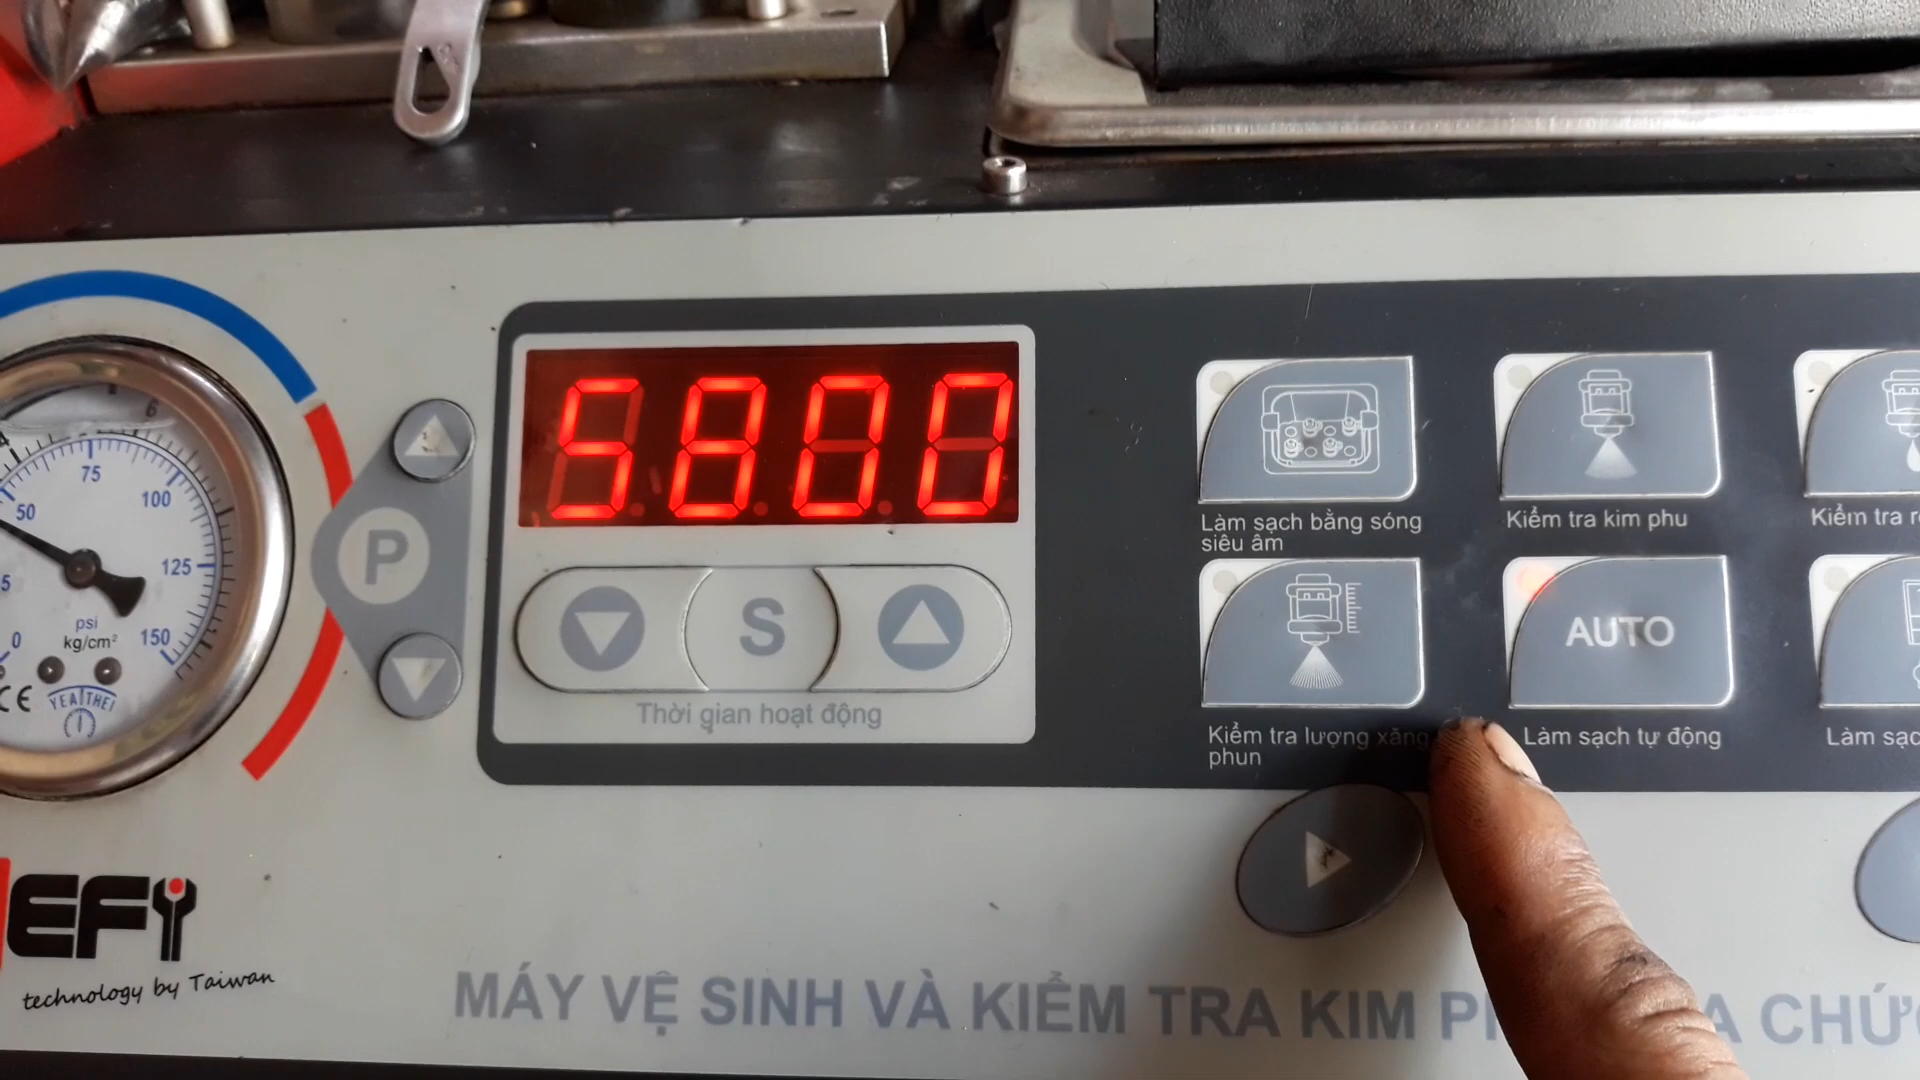 5800
6
75
50
100
125
150
0
psi
kg/cm²
CE
YEATHEI
P
S
Thời gian hoạt động
Làm sạch bằng sóng
siêu âm
Kiểm tra kim phu
Kiểm tra
Kiểm tra lượng xăng
phun
AUTO
Làm sạch tự động
Làm
EFi
technology by Taiwan
MÁY VỆ SINH VÀ KIỂM TRA KIM